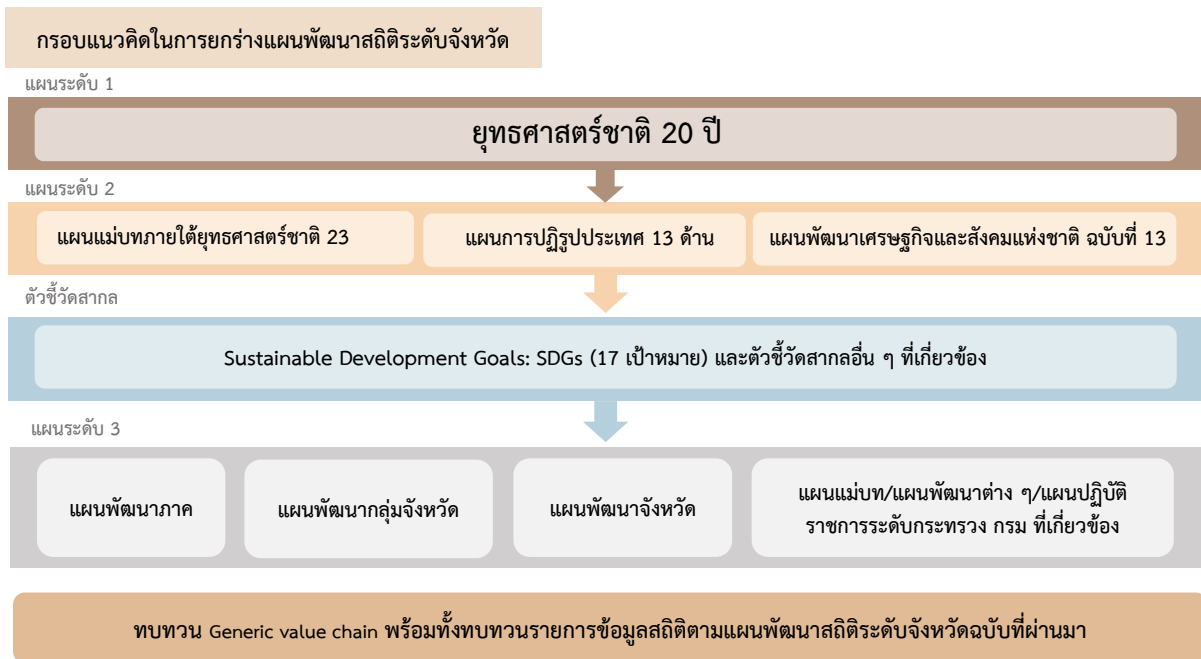 กรอบแนวคิดในการยกร่างแผนพัฒนาสถิติระดับจังหวัด
แผนระดับ 1
ยุทธศาสตร์ชาติ 20 ปี
แผนระดับ 2
แผนแม่บทภายใต้ยุทธศาสตร์ชาติ 23
แผนการปฏิรูปประเทศ 13 ด้าน
แผนพัฒนาเศรษฐกิจและสังคมแห่งชาติ ฉบับที่ 13
ตัวชี้วัดสากล
Sustainable Development Goals: SDGs (17 เป้าหมาย) และตัวชี้วัดสากลอื่น ๆ ที่เกี่ยวข้อง
แผนระดับ 3
แผนพัฒนาภาค
แผนพัฒนากลุ่มจังหวัด
แผนพัฒนาจังหวัด
แผนแม่บท/แผนพัฒนาต่าง ๆ/แผนปฏิบัติ
ราชการระดับกระทรวง กรม ที่เกี่ยวข้อง
ทบทวน Generic value chain พร้อมทั้งทบทวนรายการข้อมูลสถิติตามแผนพัฒนาสถิติระดับจังหวัดฉบับที่ผ่านมา